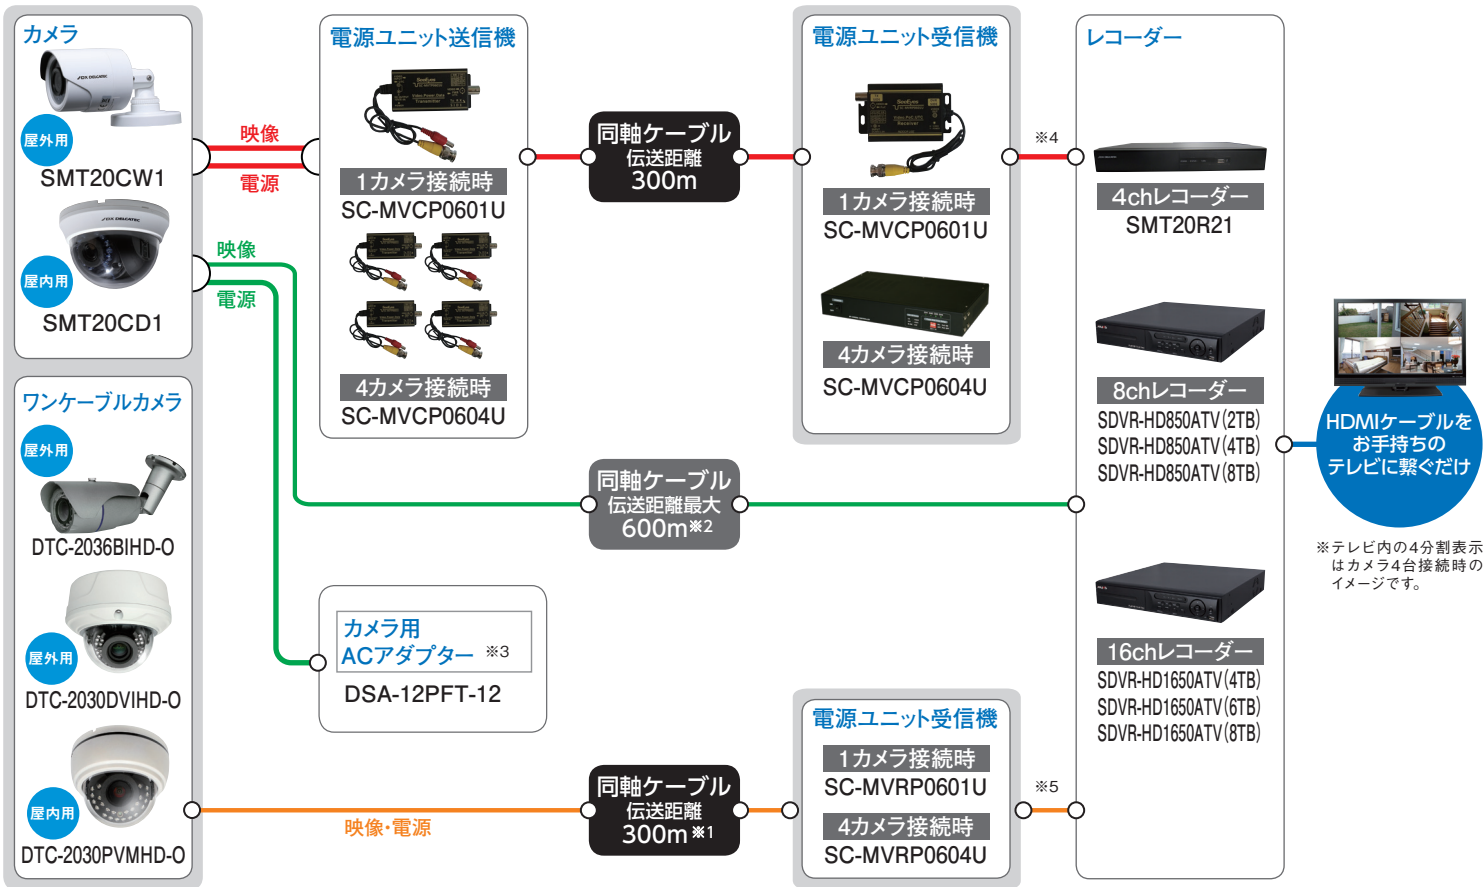 カメラ
屋外用
SMT20CW1
屋内用
SMT20CD1
ワンケーブルカメラ
屋外用
DTC-2036BIHD-O
屋外用
DTC-2030DVIHD-O
屋内用
DTC-2030PVMHD-O
映像
電源
映像
電源
映像・電源
電源ユニット送信機
SeeEyes
Video Power Data
Transmitter
1カメラ接続時
SC-MVCP0601U
4カメラ接続時
SC-MVCP0604U
カメラ用
ACアダプター ※3
DSA-12PFT-12
同軸ケーブル
伝送距離
300m
同軸ケーブル
伝送距離最大
600m※2
同軸ケーブル
伝送距離
300m※1
電源ユニット受信機
SeeEyes
Receiver
1カメラ接続時
SC-MVCP0601U
4カメラ接続時
SC-MVCP0604U
電源ユニット受信機
1カメラ接続時
SC-MVRP0601U
4カメラ接続時
SC-MVRP0604U
※4
※5
レコーダー
4chレコーダー
SMT20R21
8chレコーダー
SDVR-HD850ATV(2TB)
SDVR-HD850ATV(4TB)
SDVR-HD850ATV(8TB)
16chレコーダー
SDVR-HD1650ATV(4TB)
SDVR-HD1650ATV(6TB)
SDVR-HD1650ATV(8TB)
HDMIケーブルを
お手持ちの
テレビに繋ぐだけ
※テレビ内の4分割表示
はカメラ4台接続時の
イメージです。